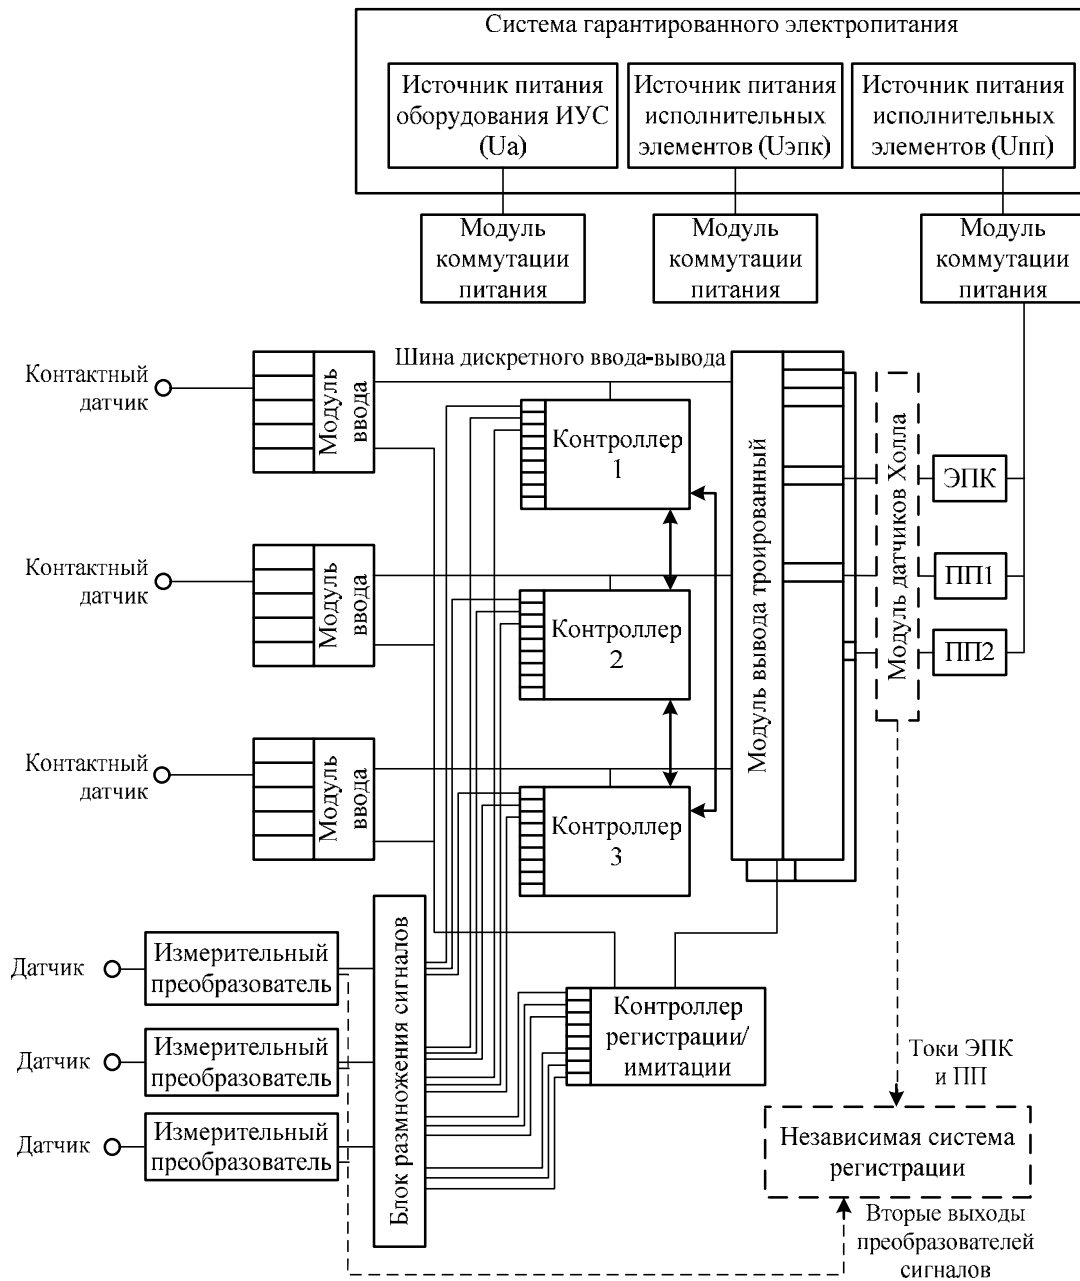 Система гарантированного электропитания
Источник питания
оборудования ИУС
(Uа)
Источник питания
исполнительных
элементов (Uэпк)
Источник питания
исполнительных
элементов (Uпп)
Модуль
коммутации
питания
Модуль
коммутации
питания
Модуль
коммутации
питания
Шина дискретного ввода-вывода
Контактный
датчик
Модуль
ввода
Контроллер
1
Модуль вывода троированный
Модуль датчиков Холла
ЭПК
Контактный
датчик
Модуль
ввода
Контроллер
2
ПП1
ПП2
Контактный
датчик
Модуль
ввода
Контроллер
3
Датчик
Измерительный
преобразователь
Датчик
Измерительный
преобразователь
Датчик
Измерительный
преобразователь
Блок размножения сигналов
Контроллер
регистрации/
имитации
Токи ЭПК
и ПП
Независимая система
регистрации
Вторые выходы
преобразователей
сигналов